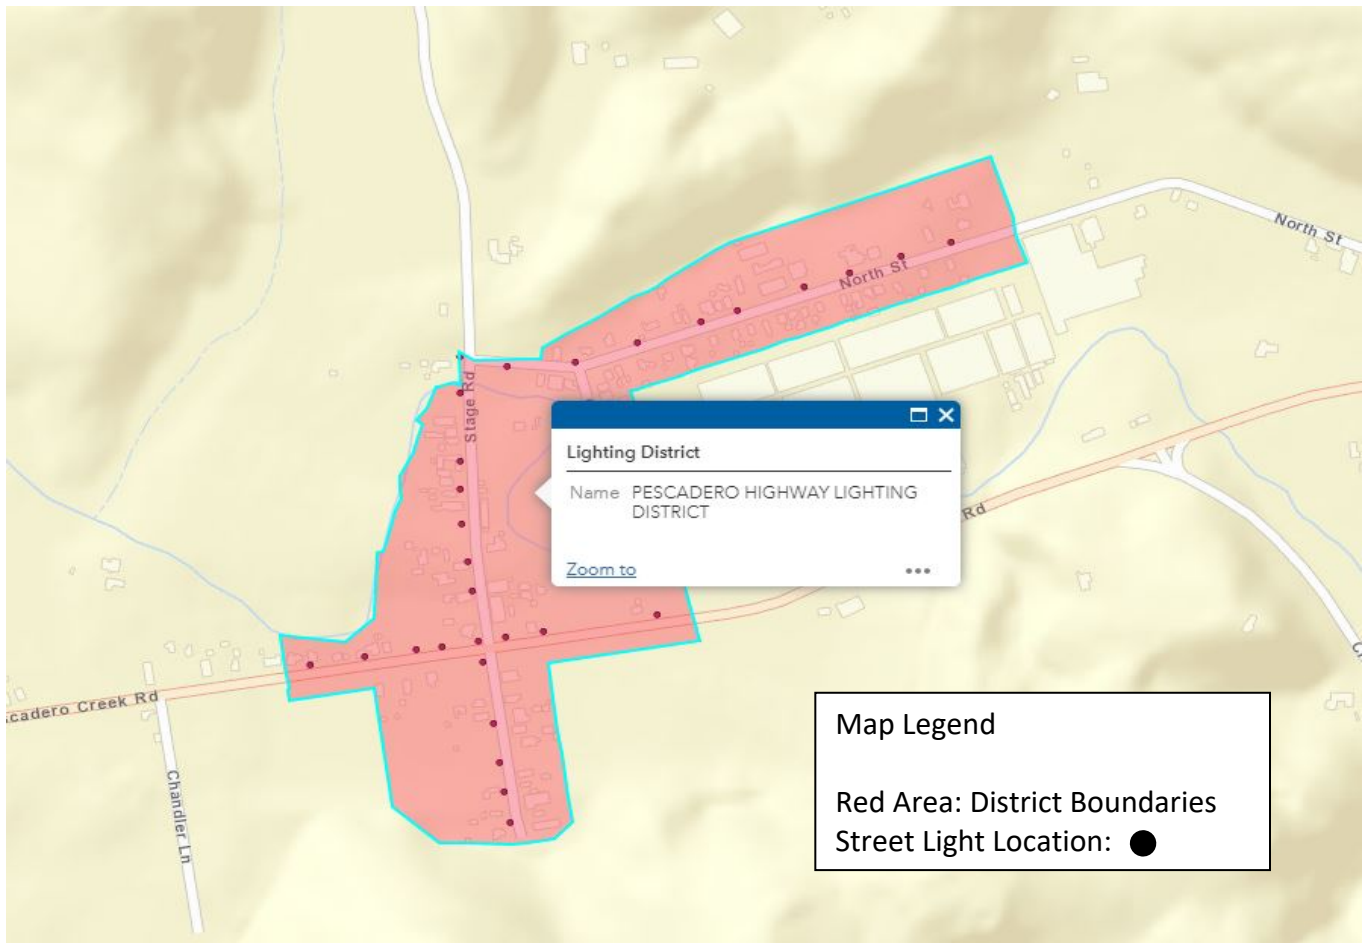 North St
North St
Stage Rd
Lighting District
Name PESCADERO HIGHWAY LIGHTING
DISTRICT
Rd
Zoom to
cadero Creek Rd
Chandler Ln
Map Legend
Red Area: District Boundaries
Street Light Location: